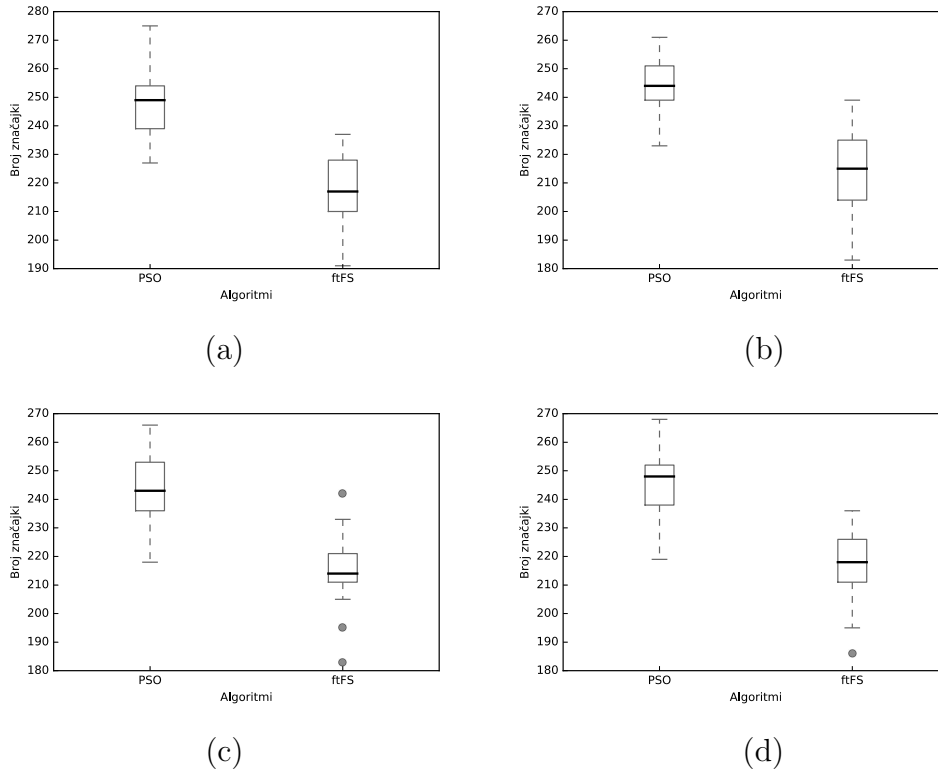 280
270
260
250
240
230
220
210
200
190
Broj značajki
PSO
ftFS
Algoritmi
(a)
270
260
250
240
230
220
210
200
190
180
Broj značajki
PSO
ftFS
Algoritmi
(b)
270
260
250
240
230
220
210
200
190
180
Broj značajki
PSO
ftFS
Algoritmi
(c)
270
260
250
240
230
220
210
200
190
180
Broj značajki
PSO
ftFS
Algoritmi
(d)